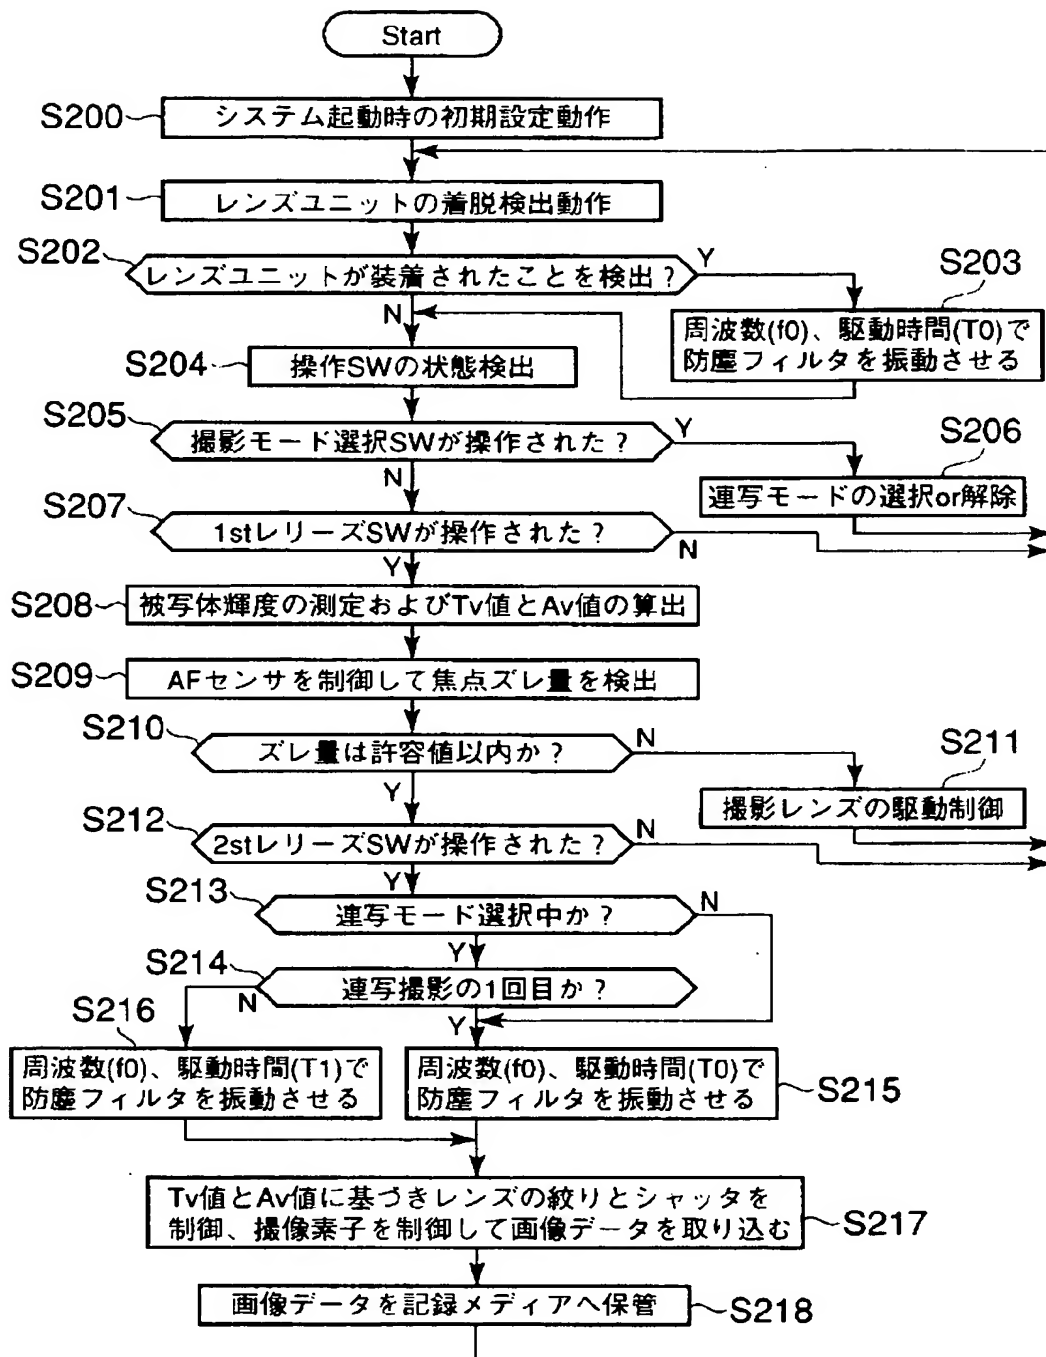 Start
S200
システム起動時の初期設定動作
S201
レンズユニットの着脱検出動作
S202
レンズユニットが装着されたことを検出？
Y
N
S203
周波数(f0)、駆動時間(T0)で
防塵フィルタを振動させる
S204
操作SWの状態検出
S205
撮影モード選択SWが操作された？
Y
N
S206
連写モードの選択or解除
S207
1stレリーズSWが操作された？
N
Y
S208
被写体輝度の測定およびTv値とAv値の算出
S209
AFセンサを制御して焦点ズレ量を検出
S210
ズレ量は許容値以内か？
N
Y
S211
撮影レンズの駆動制御
S212
2stレリーズSWが操作された？
N
Y
S213
連写モード選択中か？
N
Y
S214
連写撮影の1回目か？
N
Y
S216
周波数(f0)、駆動時間(T1)で
防塵フィルタを振動させる
周波数(f0)、駆動時間(T0)で
防塵フィルタを振動させる
S215
Tv値とAv値に基づきレンズの絞りとシャッタを
制御、撮像素子を制御して画像データを取り込む
S217
画像データを記録メディアへ保管
S218